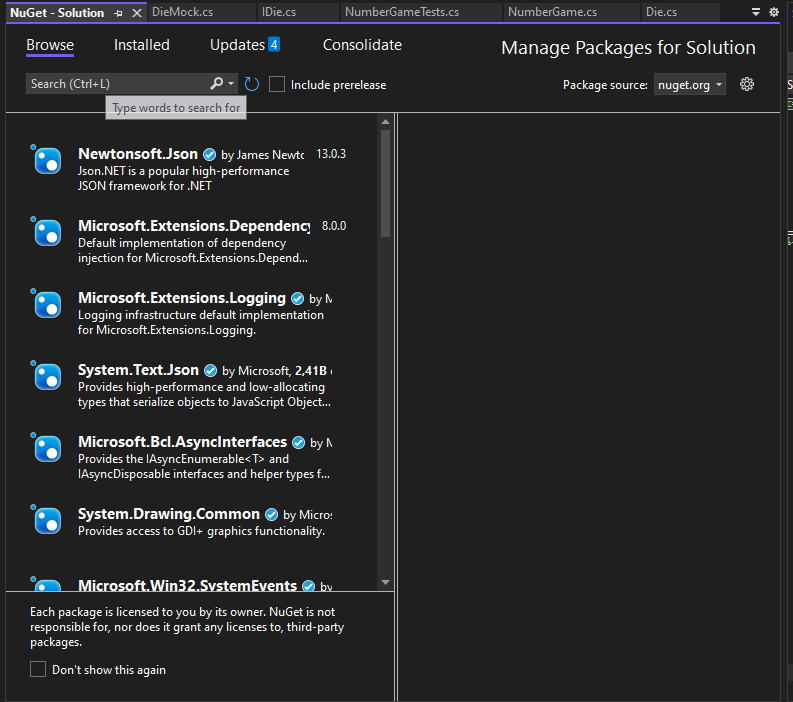 NuGet - Solution
DieMock.cs
IDie.cs
NumberGameTests.cs
NumberGame.cs
Die.cs
Browse
Installed
Updates 4
Consolidate
Manage Packages for Solution
Search (Ctrl+L)
Include prerelease
Package source: nuget.org
Type words to search for
Newtonsoft.Json by James Newtc 13.0.3
Json.NET is a popular high-performance
JSON framework for .NET
Microsoft.Extensions.Dependency 8.0.0
Default implementation of dependency
injection for Microsoft.Extensions.Depend...
Microsoft.Extensions.Logging by M
Logging infrastructure default implementation
for Microsoft.Extensions.Logging.
System.Text.Json by Microsoft, 2,41B
Provides high-performance and low-allocating
types that serialize objects to JavaScript Object...
Microsoft.Bcl.AsyncInterfaces by M
Provides the IAsyncEnumerable<T> and
IAsyncDisposable interfaces and helper types f...
System.Drawing.Common by Micros
Provides access to GDI+ graphics functionality.
Microsoft.Win32.SystemEvents by
Each package is licensed to you by its owner. NuGet is not
responsible for, nor does it grant any licenses to, third-party
packages.
Don't show this again